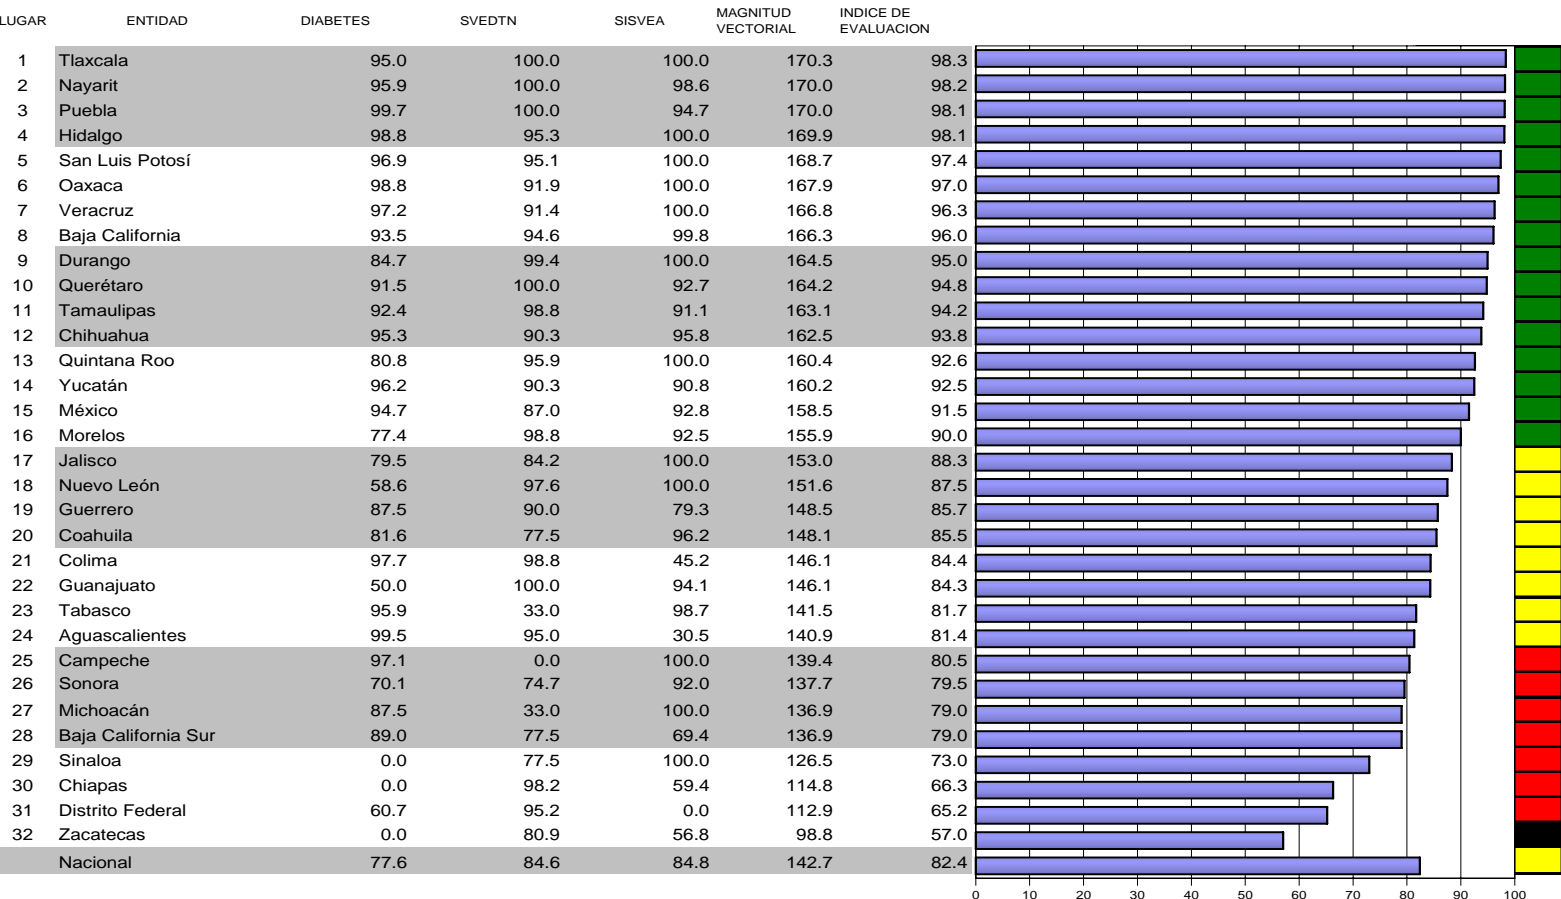 LUGAR ENTIDAD DIABETES SVEDTN SISVEA MAGNITUD VECTORIAL INDICE DE EVALUACION
1 Tlaxcala 95.0 100.0 100.0 170.3 98.3
2 Nayarit 95.9 100.0 98.6 170.0 98.2
3 Puebla 99.7 100.0 94.7 170.0 98.1
4 Hidalgo 98.8 95.3 100.0 169.9 98.1
5 San Luis Potosí 96.9 95.1 100.0 168.7 97.4
6 Oaxaca 98.8 91.9 100.0 167.9 97.0
7 Veracruz 97.2 91.4 100.0 166.8 96.3
8 Baja California 93.5 94.6 99.8 166.3 96.0
9 Durango 84.7 99.4 100.0 164.5 95.0
10 Querétaro 91.5 100.0 92.7 164.2 94.8
11 Tamaulipas 92.4 98.8 91.1 163.1 94.2
12 Chihuahua 95.3 90.3 95.8 162.5 93.8
13 Quintana Roo 80.8 95.9 100.0 160.4 92.6
14 Yucatán 96.2 90.3 90.8 160.2 92.5
15 México 94.7 87.0 92.8 158.5 91.5
16 Morelos 77.4 98.8 92.5 155.9 90.0
17 Jalisco 79.5 84.2 100.0 153.0 88.3
18 Nuevo León 58.6 97.6 100.0 151.6 87.5
19 Guerrero 87.5 90.0 79.3 148.5 85.7
20 Coahuila 81.6 77.5 96.2 148.1 85.5
21 Colima 97.7 98.8 45.2 146.1 84.4
22 Guanajuato 50.0 100.0 94.1 146.1 84.3
23 Tabasco 95.9 33.0 98.7 141.5 81.7
24 Aguascalientes 99.5 95.0 30.5 140.9 81.4
25 Campeche 97.1 0.0 100.0 139.4 80.5
26 Sonora 70.1 74.7 92.0 137.7 79.5
27 Michoacán 87.5 33.0 100.0 136.9 79.0
28 Baja California Sur 89.0 77.5 69.4 136.9 79.0
29 Sinaloa 0.0 77.5 100.0 126.5 73.0
30 Chiapas 0.0 98.2 59.4 114.8 66.3
31 Distrito Federal 60.7 95.2 0.0 112.9 65.2
32 Zacatecas 0.0 80.9 56.8 98.8 57.0
Nacional 77.6 84.6 84.8 142.7 82.4
0 10 20 30 40 50 60 70 80 90 100